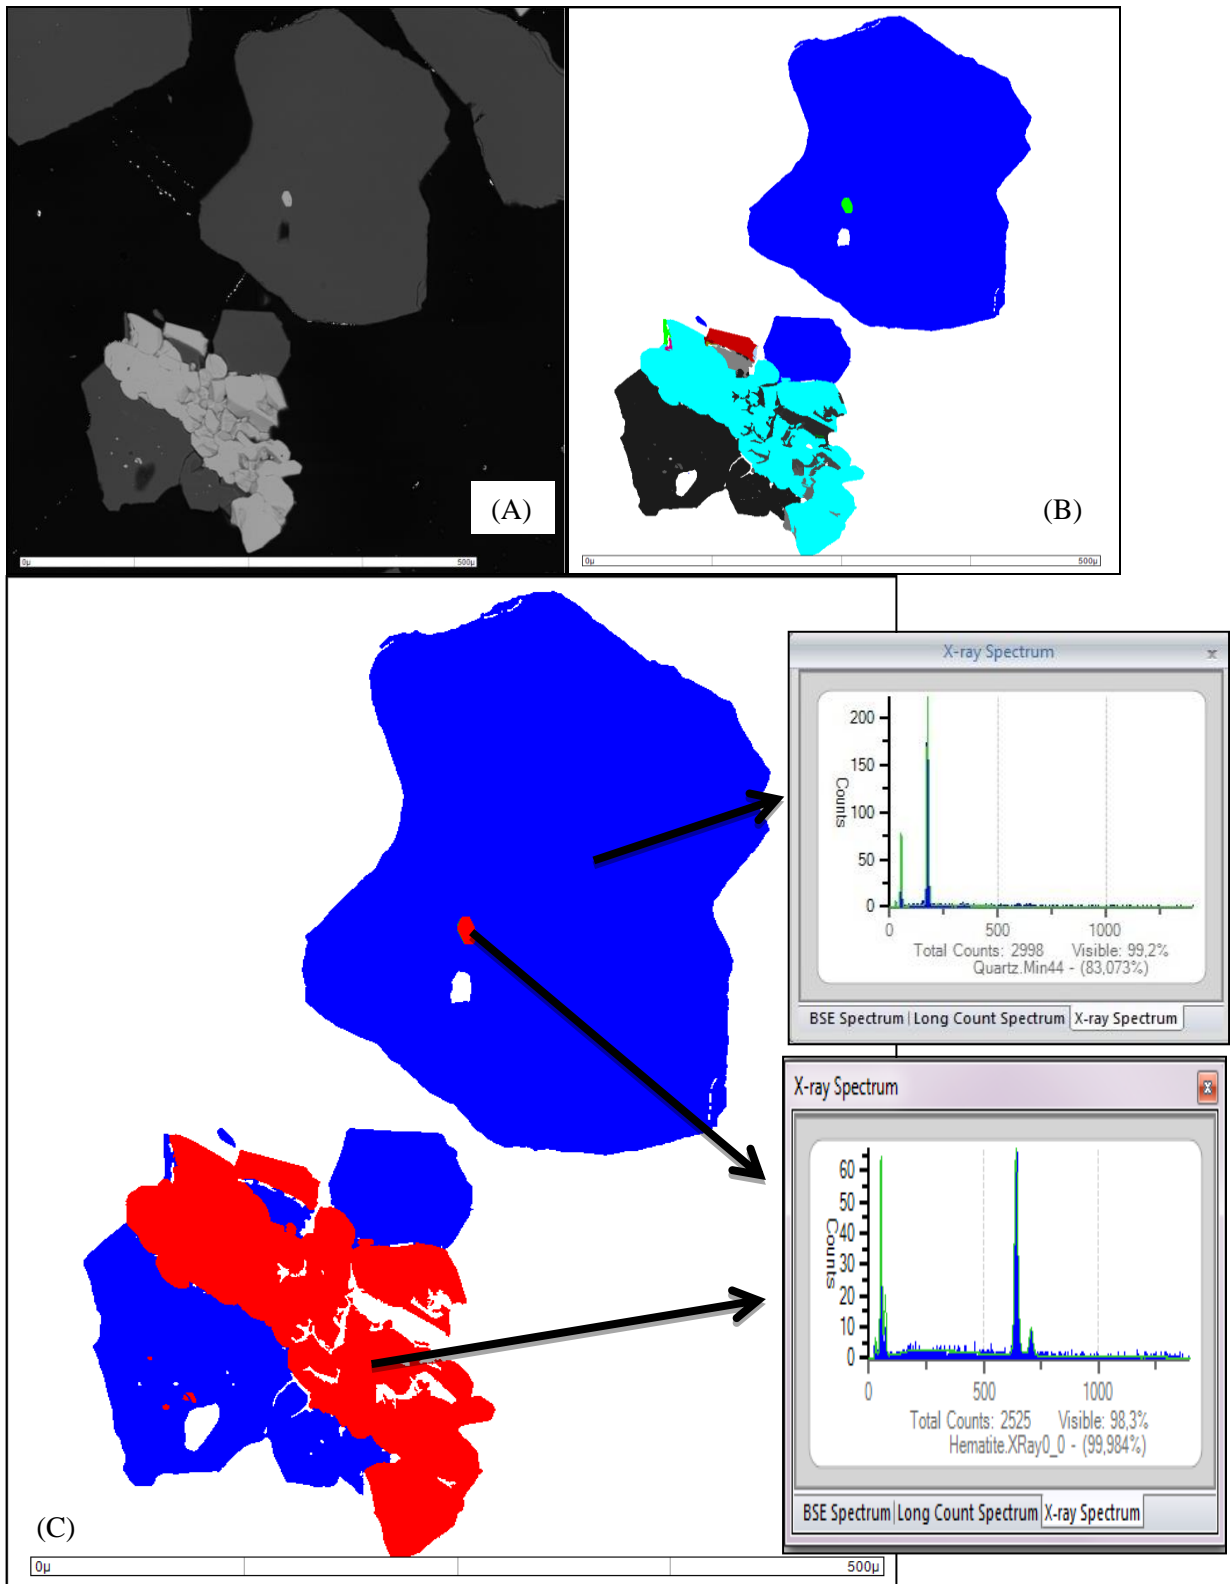 (A)
0μ 500μ
(B)
0μ 500μ
X-ray Spectrum x
200
150
100
50
0
Counts
0 500 1000
Total Counts: 2998 Visible: 99,2%
Quartz.Min44 - (83,073%)
BSE Spectrum Long Count Spectrum X-ray Spectrum
X-ray Spectrum x
60
50
40
30
20
10
0
Counts
0 500 1000
Total Counts: 2525 Visible: 98,3%
Hematite.XRay0_0 - (99,984%)
BSE Spectrum Long Count Spectrum X-ray Spectrum
(C)
0μ 500μ